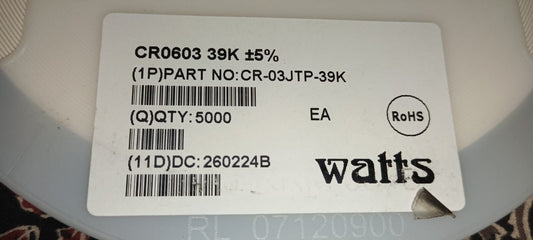 CR0603 39K ±5%
(1P)PART NO:CR-03JTP-39K
(Q)QTY:5000 EA RoHS
(11D)DC:260224B
watts
RL 07120900